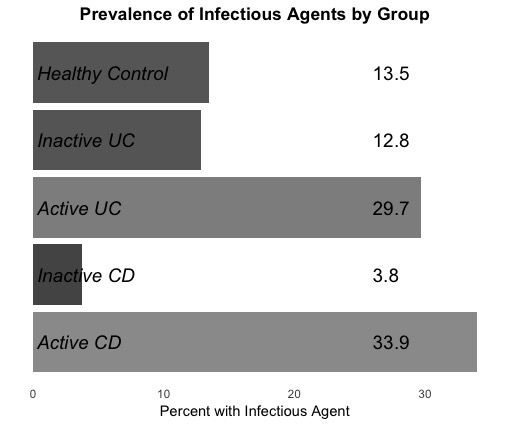 Prevalence of Infectious Agents by Group
Healthy Control 13.5
Inactive UC 12.8
Active UC 29.7
Inactive CD 3.8
Active CD 33.9
0 10 20 30
Percent with Infectious Agent